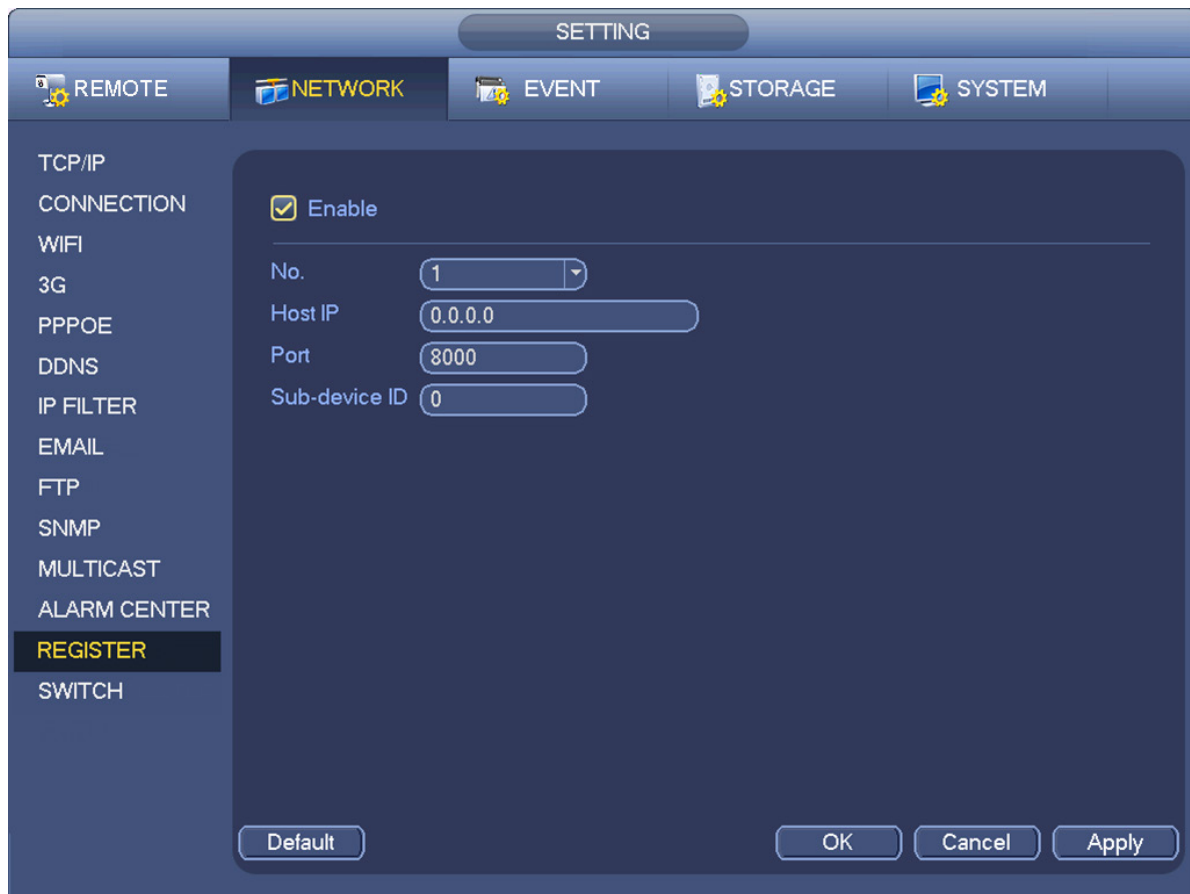 SETTING
REMOTE NETWORK EVENT STORAGE SYSTEM
TCP/IP
CONNECTION
WIFI
3G
PPPOE
DDNS
IP FILTER
EMAIL
FTP
SNMP
MULTICAST
ALARM CENTER
REGISTER
SWITCH
Enable
No. 1
Host IP 0.0.0.0
Port 8000
Sub-device ID 0
Default OK Cancel Apply